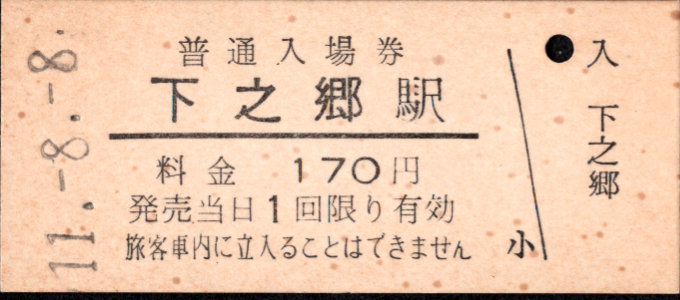 11.-8.-8
普通入場券
下之郷駅
料金 170円
発売当日1回限り有効
旅客車内に立入ることはできません
小
入
下之郷